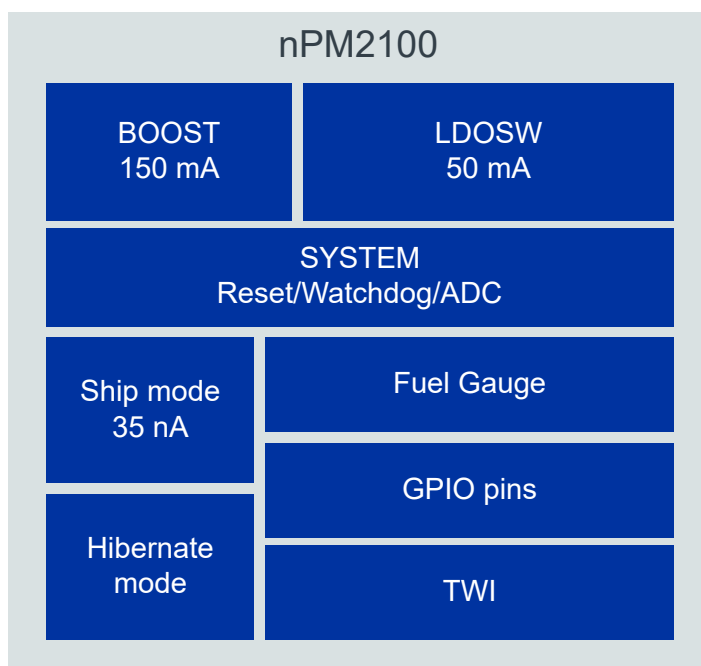 nPM2100
BOOST
150 mA
LDOSW
50 mA
SYSTEM
Reset/Watchdog/ADC
Ship mode
35 nA
Fuel Gauge
GPIO pins
Hibernate
mode
TWI